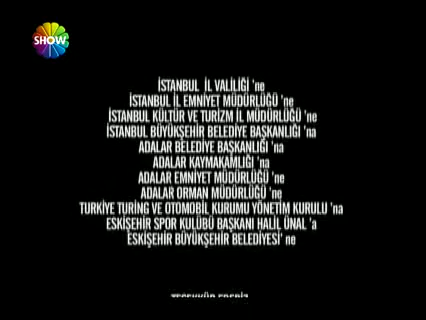 SHOW
İSTANBUL İL VALİLİĞİ 'ne
İSTANBUL İL EMNİYET MÜDÜRLÜĞÜ 'ne
İSTANBUL KÜLTÜR VE TURİZM İL MÜDÜRLÜĞÜ 'ne
İSTANBUL BÜYÜKŞEHİR BELEDİYE BAŞKANLIĞI 'na
ADALAR BELEDİYE BAŞKANLIĞI 'na
ADALAR KAYMAKAMLIĞI 'na
ADALAR EMNİYET MÜDÜRLÜĞÜ 'ne
ADALAR ORMAN MÜDÜRLÜĞÜ 'ne
TURKİYE TURİNG VE OTOMOBİL KURUMU YÖNETİM KURULU 'na
ESKİŞEHİR SPOR KULÜBÜ BAŞKANI HALİL ÜNAL 'a
ESKİŞEHİR BÜYÜKŞEHİR BELEDİYESİ' ne
TEŞEKKÜR EDERİZ